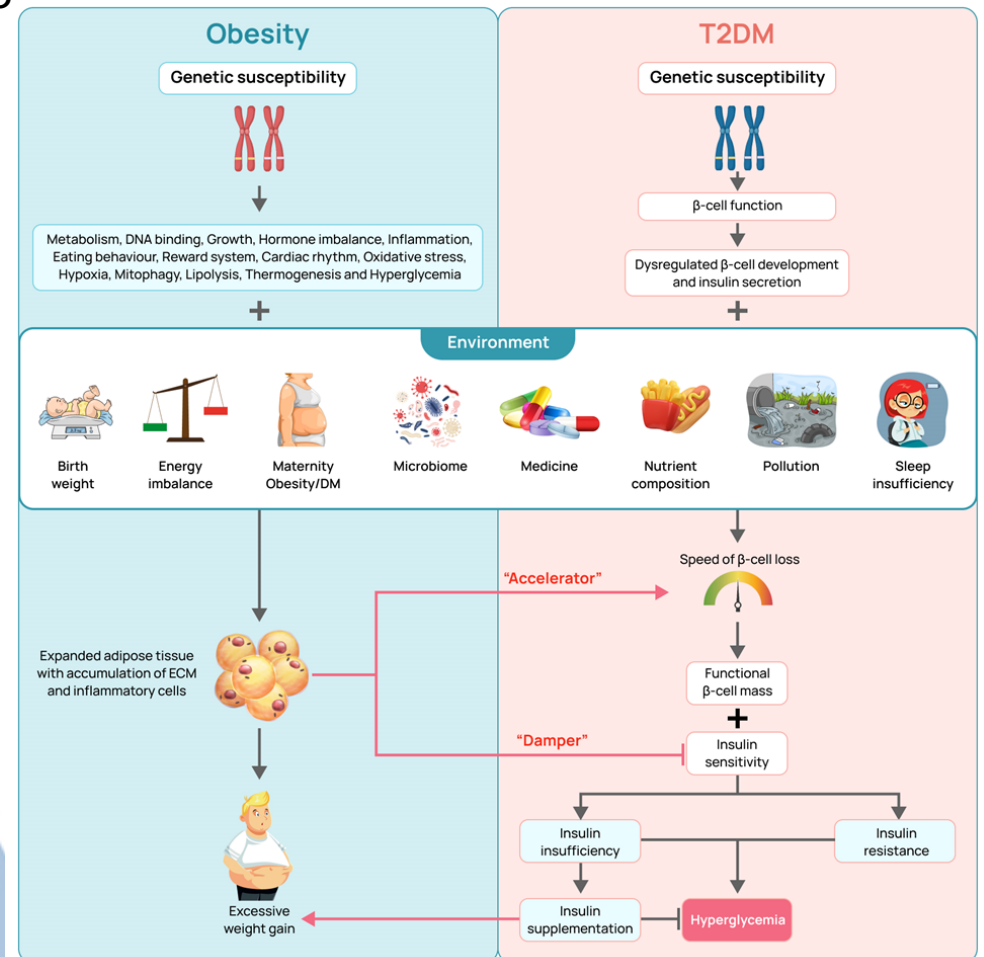 Obesity
T2DM
Genetic susceptibility
Genetic susceptibility
β-cell function
Metabolism, DNA binding, Growth, Hormone imbalance, Inflammation,
Eating behaviour, Reward system, Cardiac rhythm, Oxidative stress,
Hypoxia, Mitophagy, Lipolysis, Thermogenesis and Hyperglycemia
Dysregulated β-cell development
and insulin secretion
+
+
Environment
Birth
weight
Energy
imbalance
Maternity
Obesity/DM
Microbiome
Medicine
Nutrient
composition
Pollution
Sleep
insufficiency
Speed of β-cell loss
"Accelerator"
Expanded adipose tissue
with accumulation of ECM
and inflammatory cells
Functional
β-cell mass
+
"Damper"
Insulin
sensitivity
Insulin
insufficiency
Insulin
resistance
Excessive
weight gain
Insulin
supplementation
Hyperglycemia